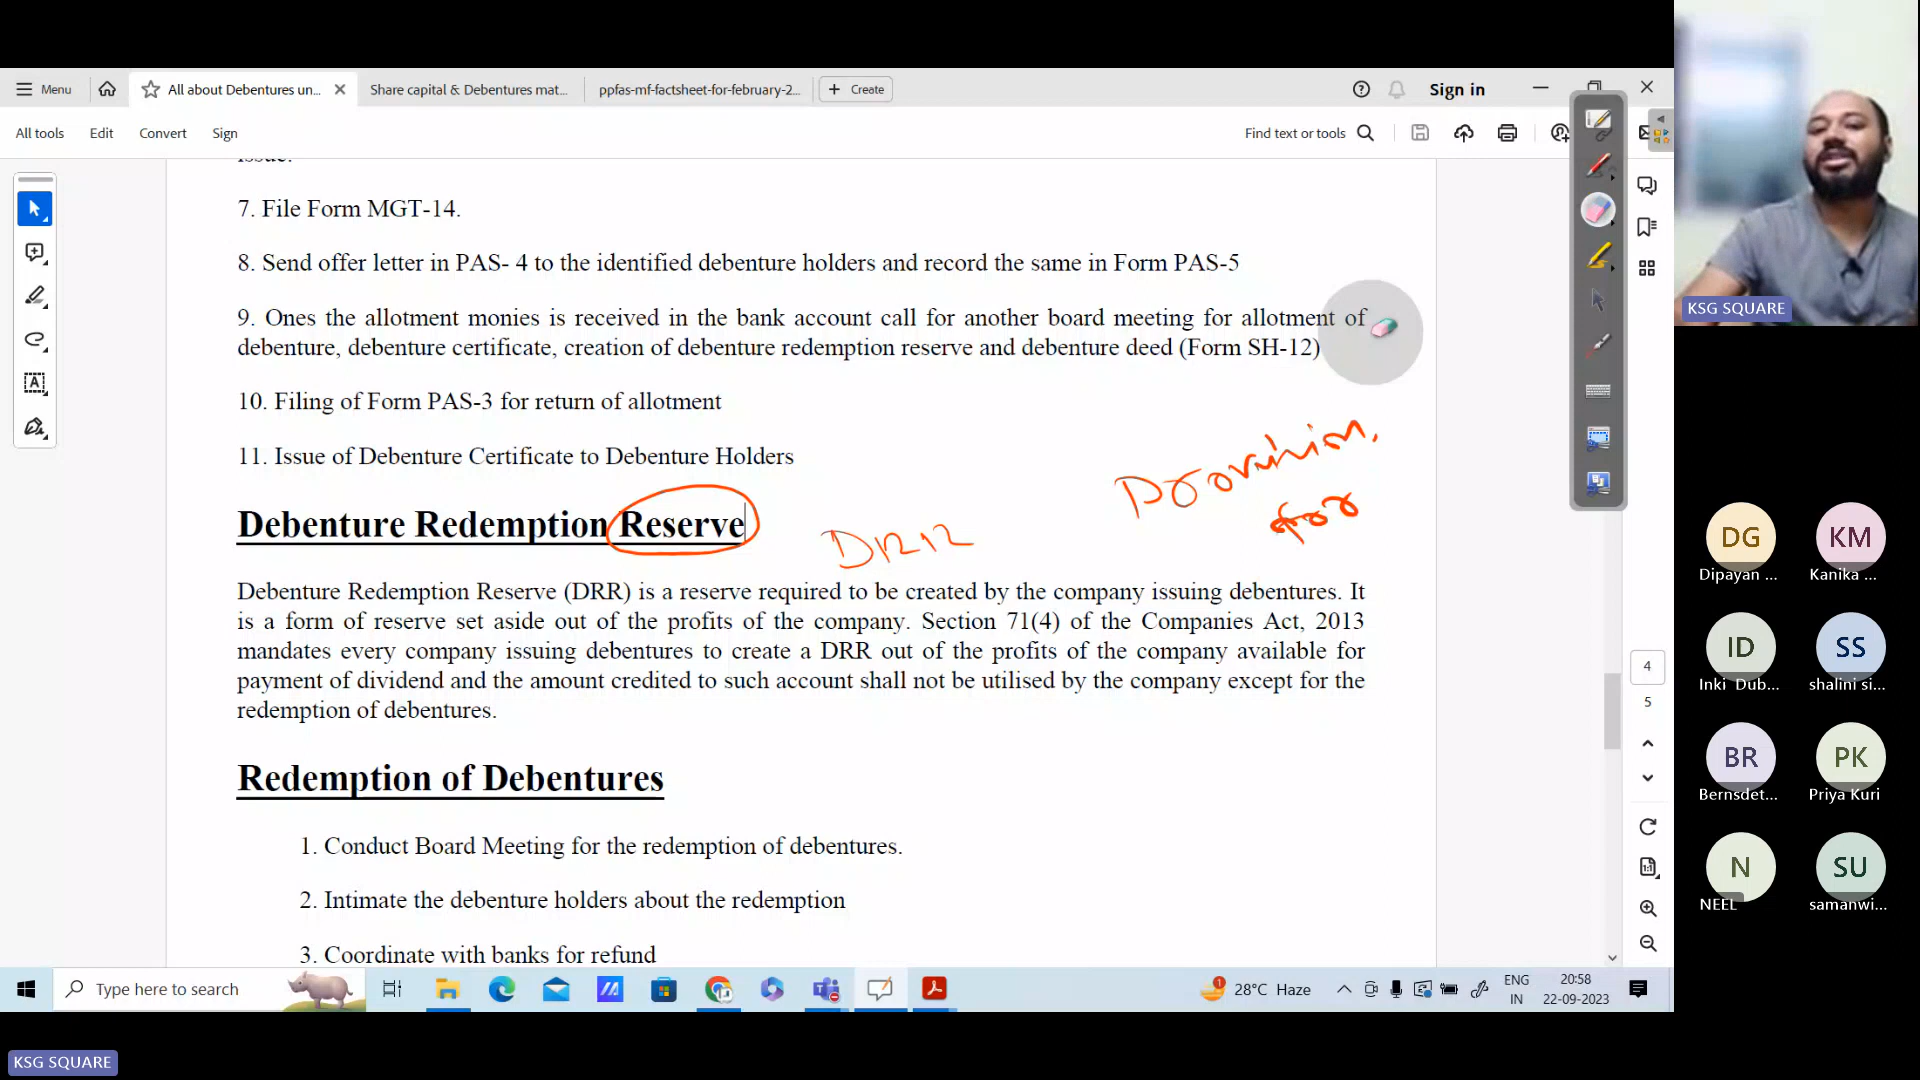 Menu
All about Debentures un...
Share capital & Debentures mat...
ppfas-mf-factsheet-for-february-2...
Create
Sign in
All tools
Edit
Convert
Sign
Find text or tools
issue.
7. File Form MGT-14.
8. Send offer letter in PAS- 4 to the identified debenture holders and record the same in Form PAS-5
9. Ones the allotment monies is received in the bank account call for another board meeting for allotment of
debenture, debenture certificate, creation of debenture redemption reserve and debenture deed (Form SH-12)
10. Filing of Form PAS-3 for return of allotment
11. Issue of Debenture Certificate to Debenture Holders
Provision
for
Debenture Redemption Reserve
DRR
Debenture Redemption Reserve (DRR) is a reserve required to be created by the company issuing debentures. It
is a form of reserve set aside out of the profits of the company. Section 71(4) of the Companies Act, 2013
mandates every company issuing debentures to create a DRR out of the profits of the company available for
payment of dividend and the amount credited to such account shall not be utilised by the company except for the
redemption of debentures.
Redemption of Debentures
1. Conduct Board Meeting for the redemption of debentures.
2. Intimate the debenture holders about the redemption
3. Coordinate with banks for refund
4
5
KSG SQUARE
DG
Dipayan ...
KM
Kanika ...
ID
Inki Dub...
SS
shalini si...
BR
Bernsdet...
PK
Priya Kuri
N
NEEL
SU
samanwi...
Type here to search
1
28°C Haze
ENG
IN
20:58
22-09-2023
KSG SQUARE